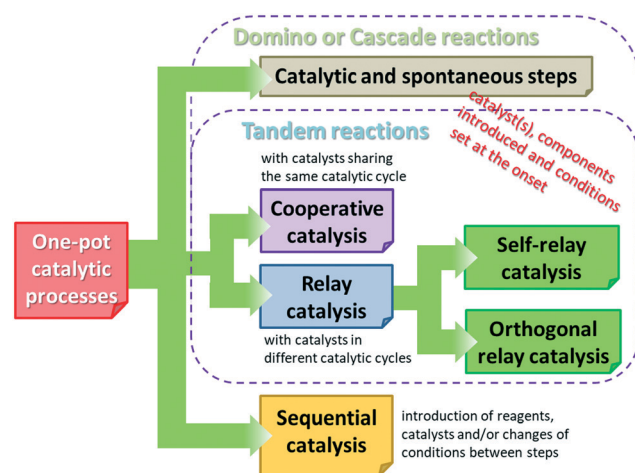 Domino or Cascade reactions
Catalytic and spontaneous steps
catalyst(s), components
introduced and conditions
set at the onset
Tandem reactions
with catalysts sharing
the same catalytic cycle
Cooperative
catalysis
One-pot
catalytic
processes
Relay
catalysis
with catalysts in
different catalytic cycles
Self-relay
catalysis
Orthogonal
relay catalysis
Sequential
catalysis
introduction of reagents,
catalysts and/or changes of
conditions between steps